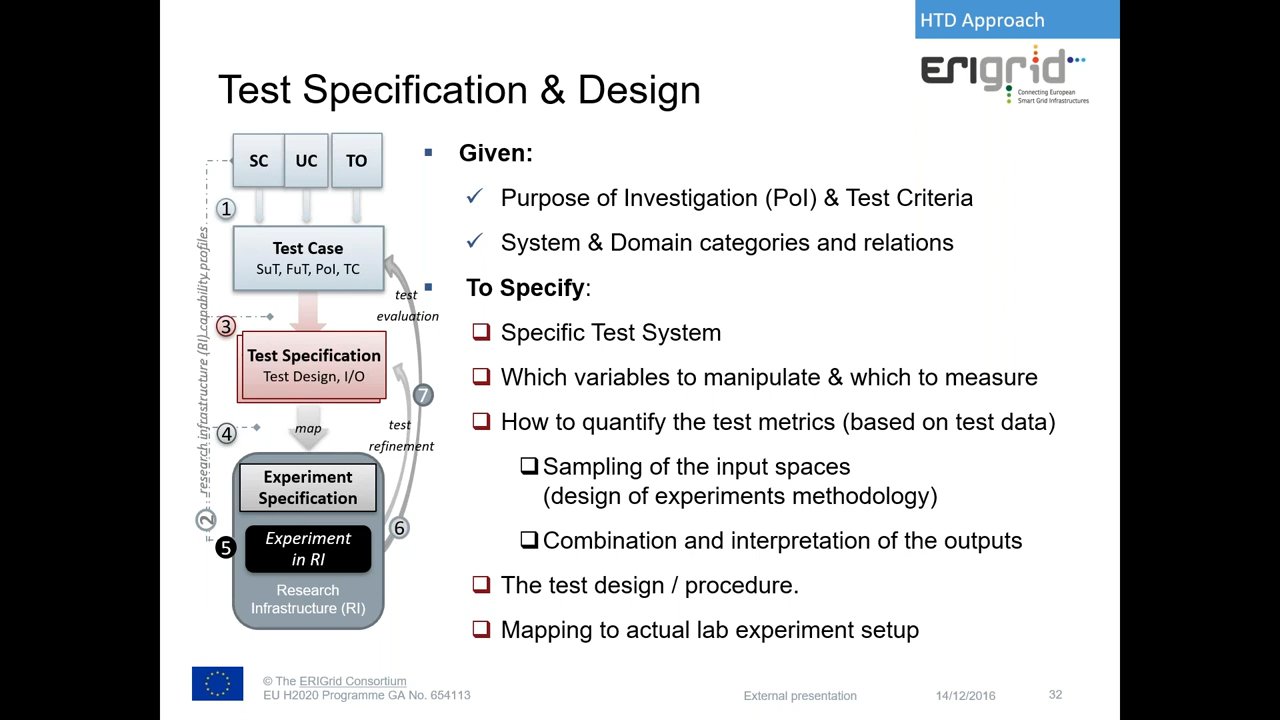 HTD Approach
ERIGrid
Connecting European
Smart Grid Infrastructures
Test Specification & Design
SC UC TO
1
Test Case
SuT, FuT, PoI, TC
test
evaluation
3
Test Specification
Test Design, I/O
7
4
map
test
refinement
research infrastructure (RI) capability profiles
Experiment
Specification
2
6
5
Experiment
in RI
Research
Infrastructure (RI)
Given:
Purpose of Investigation (PoI) & Test Criteria
System & Domain categories and relations
To Specify:
Specific Test System
Which variables to manipulate & which to measure
How to quantify the test metrics (based on test data)
Sampling of the input spaces
(design of experiments methodology)
Combination and interpretation of the outputs
The test design / procedure.
Mapping to actual lab experiment setup
© The ERIGrid Consortium
EU H2020 Programme GA No. 654113
External presentation
14/12/2016
32